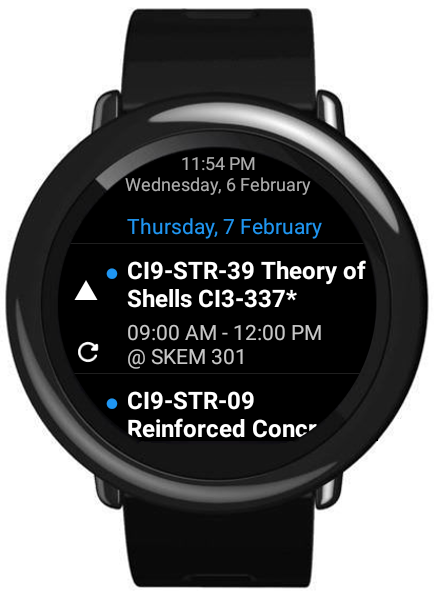 11:54 PM
Wednesday, 6 February
Thursday, 7 February
CI9-STR-39 Theory of
Shells CI3-337*
09:00 AM - 12:00 PM
@ SKEM 301
CI9-STR-09
Reinforced